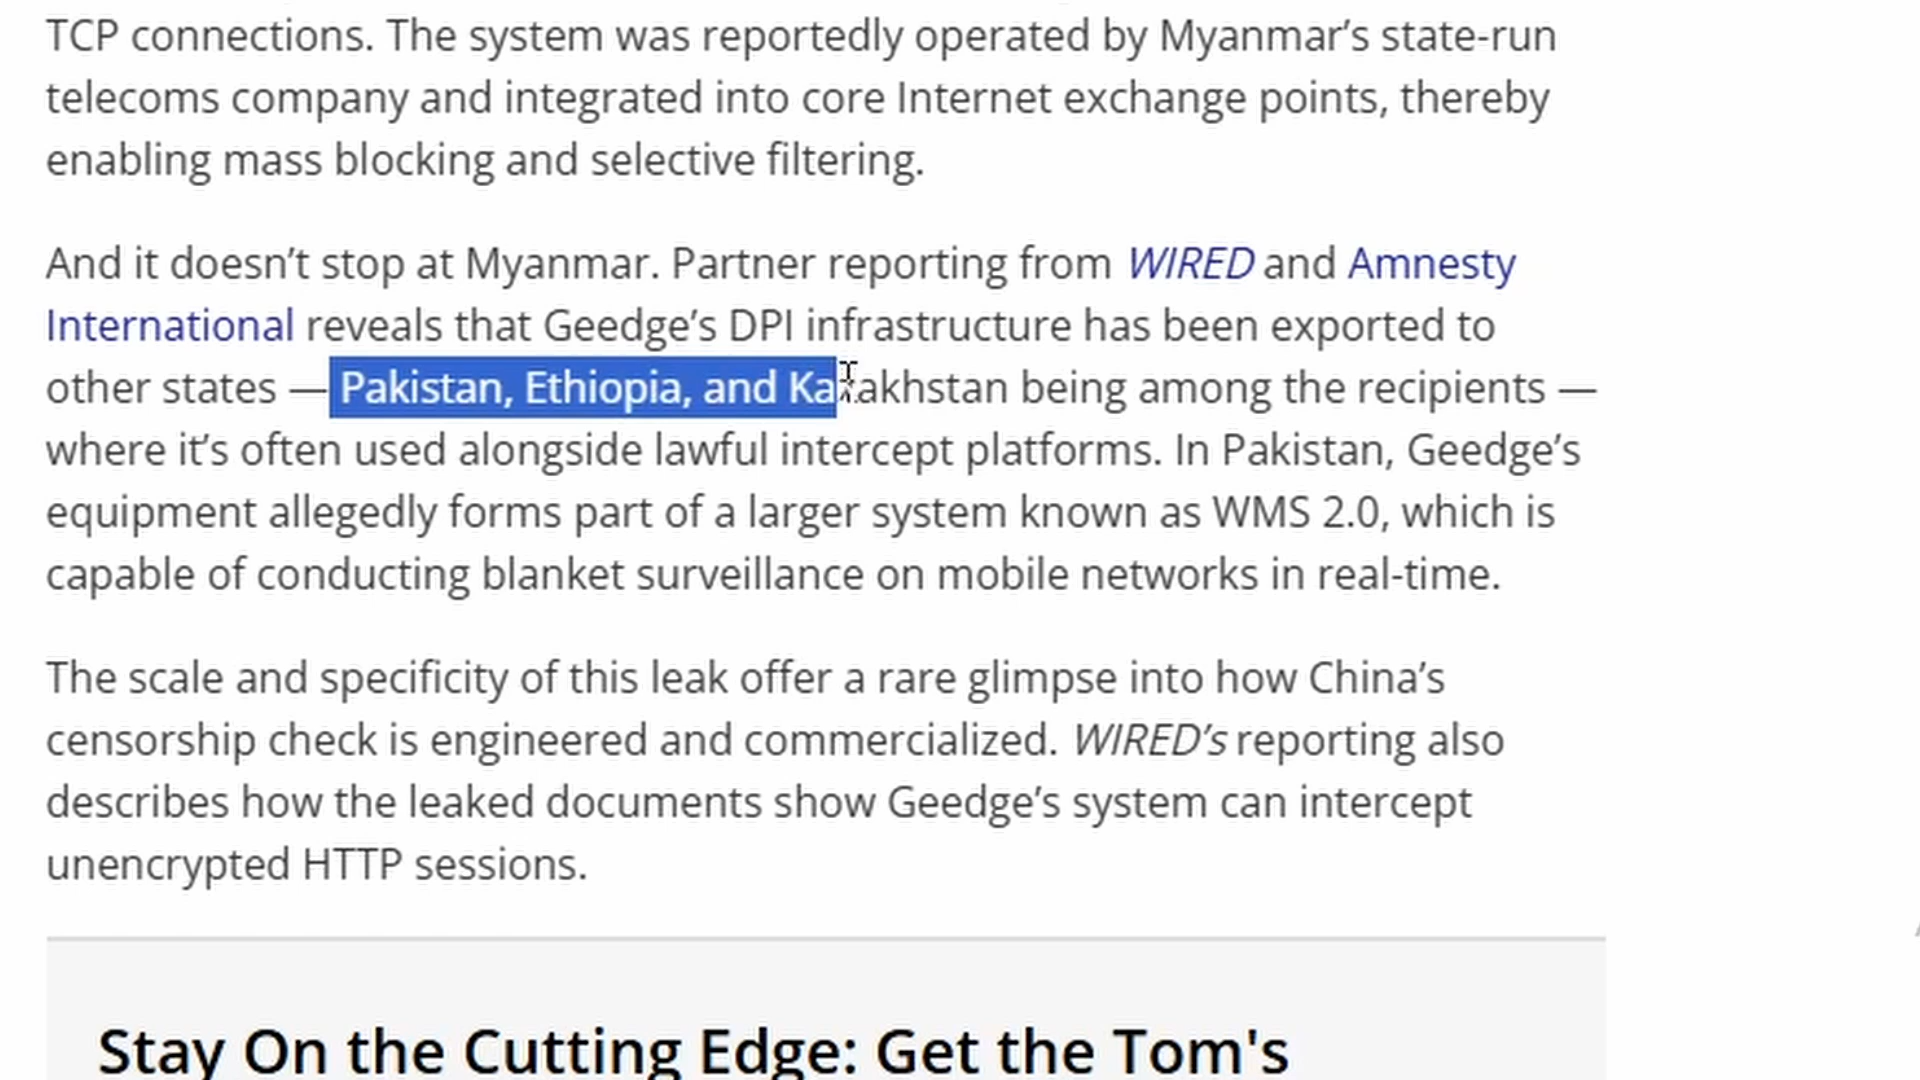 TCP connections. The system was reportedly operated by Myanmar’s state-run
telecoms company and integrated into core Internet exchange points, thereby
enabling mass blocking and selective filtering.
And it doesn’t stop at Myanmar. Partner reporting from WIRED and Amnesty
International reveals that Geedge’s DPI infrastructure has been exported to
other states — Pakistan, Ethiopia, and Kazakhstan being among the recipients —
where it’s often used alongside lawful intercept platforms. In Pakistan, Geedge’s
equipment allegedly forms part of a larger system known as WMS 2.0, which is
capable of conducting blanket surveillance on mobile networks in real-time.
The scale and specificity of this leak offer a rare glimpse into how China’s
censorship check is engineered and commercialized. WIRED’s reporting also
describes how the leaked documents show Geedge’s system can intercept
unencrypted HTTP sessions.
Stay On the Cutting Edge: Get the Tom's